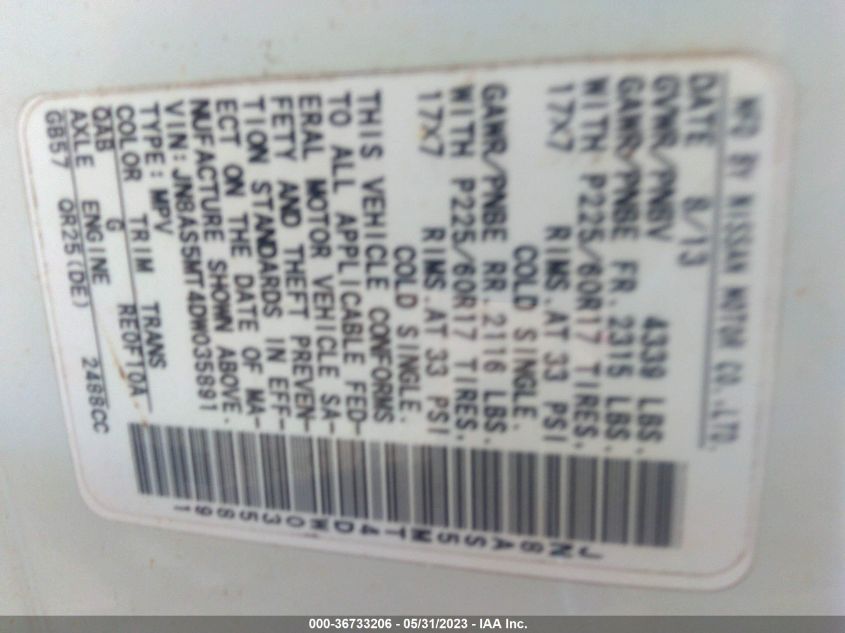 MFD BY NISSAN MOTOR CO.,LTD.
DATE 8/13
GVWR/PNBV 4339 LBS.
GAWR/PNBE FR. 2315 LBS.
WITH P225/60R17 TIRES,
17X7 RIMS.AT 33 PSI
COLD SINGLE.
GAWR/PNBE RR. 2116 LBS.
WITH P225/60R17 TIRES,
17X7 RIMS.AT 33 PSI
COLD SINGLE.
THIS VEHICLE CONFORMS
TO ALL APPLICABLE FED-
ERAL MOTOR VEHICLE SA-
FETY AND THEFT PREVEN-
TION STANDARDS IN EFF-
ECT ON THE DATE OF MA-
NUFACTURE SHOWN ABOVE.
VIN:JN8AS5MT4DW035891
TYPE:MPV
COLOR TRIM TRANS
QAB G RE0F10A
AXLE ENGINE
GB57 QR25(DE) 2488CC
JN8AS5MT4DW035891
000-36733206 - 05/31/2023 - IAA Inc.